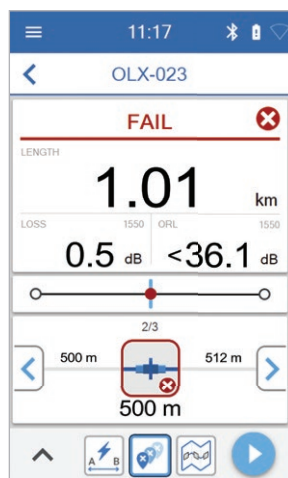 11:17
OLX-023
FAIL
LENGTH
1.01 km
LOSS 1550 ORL 1550
0.5 dB <36.1 dB
2/3
500 m 512 m
500 m
A B